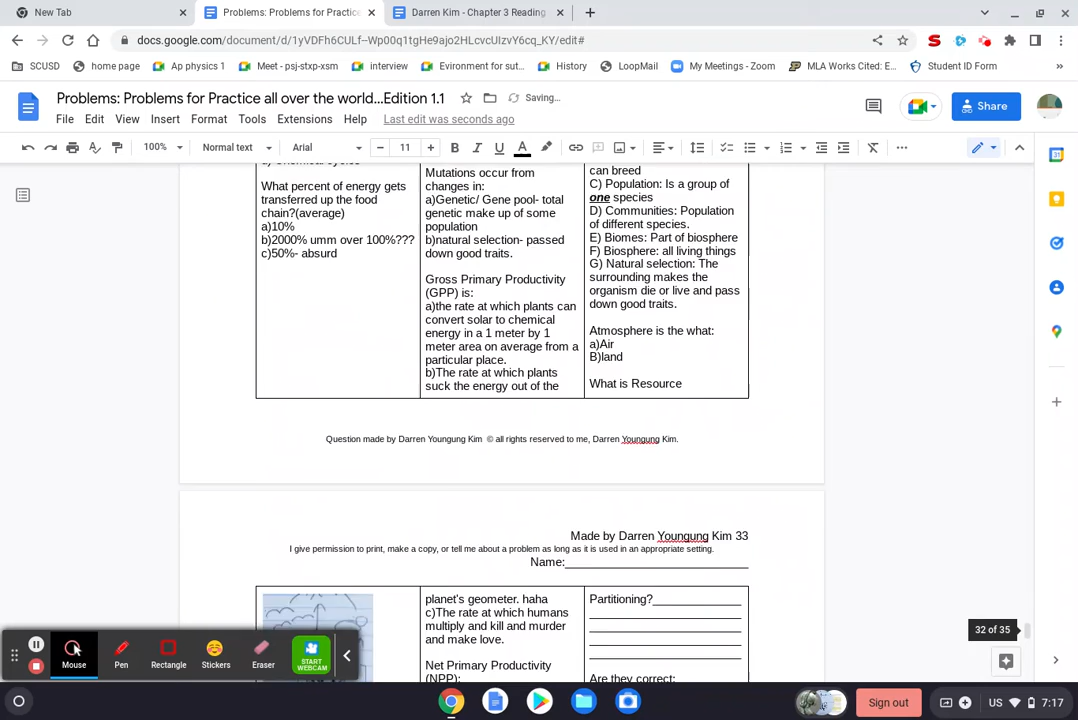 New Tab
Problems: Problems for Practice
Darren Kim - Chapter 3 Reading
docs.google.com/document/d/1yVDFh6CULf--Wp00q1tgHe9ajo2HLcvcUIzvY6cq_KY/edit#
SCUSD
home page
Ap physics 1
Meet - psj-stxp-xsm
interview
Evironment for sut...
History
LoopMail
My Meetings - Zoom
MLA Works Cited: E...
Student ID Form
Problems: Problems for Practice all over the world...Edition 1.1
Saving...
File Edit View Insert Format Tools Extensions Help
Last edit was seconds ago
Share
100%
Normal text
Arial
11
What percent of energy gets
transferred up the food
chain?(average)
a)10%
b)2000% umm over 100%???
c)50%- absurd
Mutations occur from
changes in:
a)Genetic/ Gene pool- total
genetic make up of some
population
b)natural selection- passed
down good traits.
Gross Primary Productivity
(GPP) is:
a)the rate at which plants can
convert solar to chemical
energy in a 1 meter by 1
meter area on average from a
particular place.
b)The rate at which plants
suck the energy out of the
can breed
C) Population: Is a group of
one species
D) Communities: Population
of different species.
E) Biomes: Part of biosphere
F) Biosphere: all living things
G) Natural selection: The
surrounding makes the
organism die or live and pass
down good traits.
Atmosphere is the what:
a)Air
B)land
What is Resource
Question made by Darren Youngung Kim © all rights reserved to me, Darren Youngung Kim.
Made by Darren Youngung Kim 33
I give permission to print, make a copy, or tell me about a problem as long as it is used in an appropriate setting.
Name:
planet's geometer. haha
c)The rate at which humans
multiply and kill and murder
and make love.
Net Primary Productivity
(NPP):
Partitioning?
Are they correct:
32 of 35
Mouse
Pen
Rectangle
Stickers
Eraser
START
WEBCAM
Sign out
US
7:17